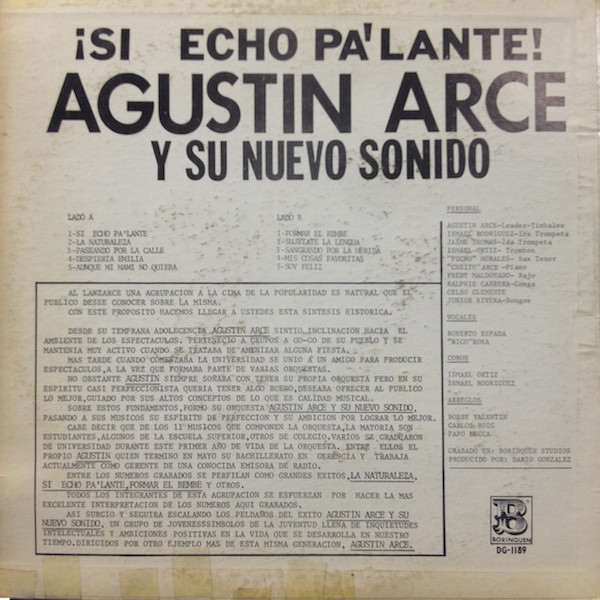 ¡SI ECHO PA'LANTE!
AGUSTIN ARCE
Y SU NUEVO SONIDO
LADO A
1-SI ECHO PA'LANTE
2-LA NATURALEZA
3-PASEANDO POR LA CALLE
4-DESPIERTA EMILIA
5-AUNQUE MI MAMI NO QUIERA
LADO B
1-FORMAR EL BEMBE
2-SUJETATE LA LENGUA
3-SANGRANDO POR LA HERIDA
4-MIS COSAS FAVORITAS
5-SOY FELIZ
PERSONAL
AGUSTIN ARCE-Leader-Timbales
ISMAEL RODRIGUEZ-1ra Trompeta
JAIME THOMAS-2da Trompeta
ISMAEL-ORTIZ- Trombon
"POCHO" MORALES- Sax Tenor
"CHEITO" ARCE -Piano
FREDY MALDONADO- Bajo
RALPHIE CARRERA-Conga
CELSO CLEMENTE
JUNIOR RIVERA-Bongoe
VOCALES
ROBERTO ESPADA
"RICO" ROSA
COROS
ISMAEL ORTIZ
ISMAEL RODRIGUEZ
ARREGLOS
BOBBY VALENTIN
CARLOS ROIG
PAPO LUCCA
GRABADO EN: BORINQUEN STUDIOS
PRODUCIDO POR: DARIO GONZALEZ
AL LANZARCE UNA AGRUPACION A LA CIMA DE LA POPULARIDAD ES NATURAL QUE EL
PUBLICO DESEE CONOCER SOBRE LA MISMA.
CON ESTE PROPOSITO HACEMOS LLEGAR A USTEDES ESTA SINTESIS HISTORICA.
DESDE SU TEMPRANA ADOLECENCIA AGUSTIN ARCE SINTIO, INCLINACION HACIA EL
AMBIENTE DE LOS ESPECTACULOS. PERTENECIO A GRUPOS A GO-GO DE SU PUEBLO Y SE
MANTENIA MUY ACTIVO CUANDO SE TRATABA DE AMENIZAR ALGUNA FIESTA.
MAS TARDE CUANDO COMENZABA LA UNIVERSIDAD SE UNIO A UN AMIGO PARA PRODUCIR
ESPECTACULOS, A LA VEZ QUE FORMABA PARTE DE VARIAS ORQUESTAS.
NO OBSTANTE AGUSTIN SIEMPRE SOÑABA CON TENER SU PROPIA ORQUESTA PERO EN SU
ESPIRITU CASI PERFECCIONISTA QUERIA TENER ALGO BUENO, DESEABA OFRECER AL PUBLICO
LO MEJOR, GUIADO POR SUS ALTOS CONCEPTOS DE LO QUE ES CALIDAD MUSICAL.
SOBRE ESTOS FUNDAMENTOS, FORMO SU ORQUESTA AGUSTIN ARCE Y SU NUEVO SONIDO,
PASANDO A SUS MUSICOS SU ESPIRITU DE PERFECCION Y SU AMBICION POR LOGRAR LO MEJOR.
CABE DECIR QUE DE LOS 11 MUSICOS QUE COMPONEN LA ORQUESTA, LA MAYORIA SON
ESTUDIANTES, ALGUNOS DE LA ESCUELA SUPERIOR, OTROS DE COLEGIO, VARIOS SE GRADUARON
DE UNIVERSIDAD DURANTE ESTE PRIMER AÑO DE VIDA DE LA ORQUESTA. ENTRE ELLOS EL
PROPIO AGUSTIN QUIEN TERMINO EN MAYO SU BACHILLERATO EN GERENCIA Y TRABAJA
ACTUALMENTE COMO GERENTE DE UNA CONOCIDA EMISORA DE RADIO.
ENTRE LOS NUMEROS GRABADOS SE PERFILAN COMO GRANDES EXITOS, LA NATURALEZA,
SI ECHO PA'LANTE, FORMAR EL BEMBE Y OTROS.
TODOS LOS INTEGRANTES DE ESTA AGRUPACION SE ESFUERZAN POR HACER LA MAS
EXCELENTE INTERPRETACION DE LOS NUMEROS AQUI GRABADOS.
ASI SURGIO Y SEGUIRA ESCALANDO LOS PELDAÑOS DEL EXITO AGUSTIN ARCE Y SU
NUEVO SONIDO, UN GRUPO DE JOVENESSSIMBOLOS DE LA JUVENTUD LLENA DE INQUIETUDES
INTELECTUALES Y AMBICIONES POSITIVAS EN LA VIDA QUE SE DESARROLLA EN NUESTRO
TIEMPO. DIRIGIDOS POR OTRO EJEMPLO MAS DE ESTA MISMA GENERACION, AGUSTIN ARCE.
B
BORINQUEN
DG-1189